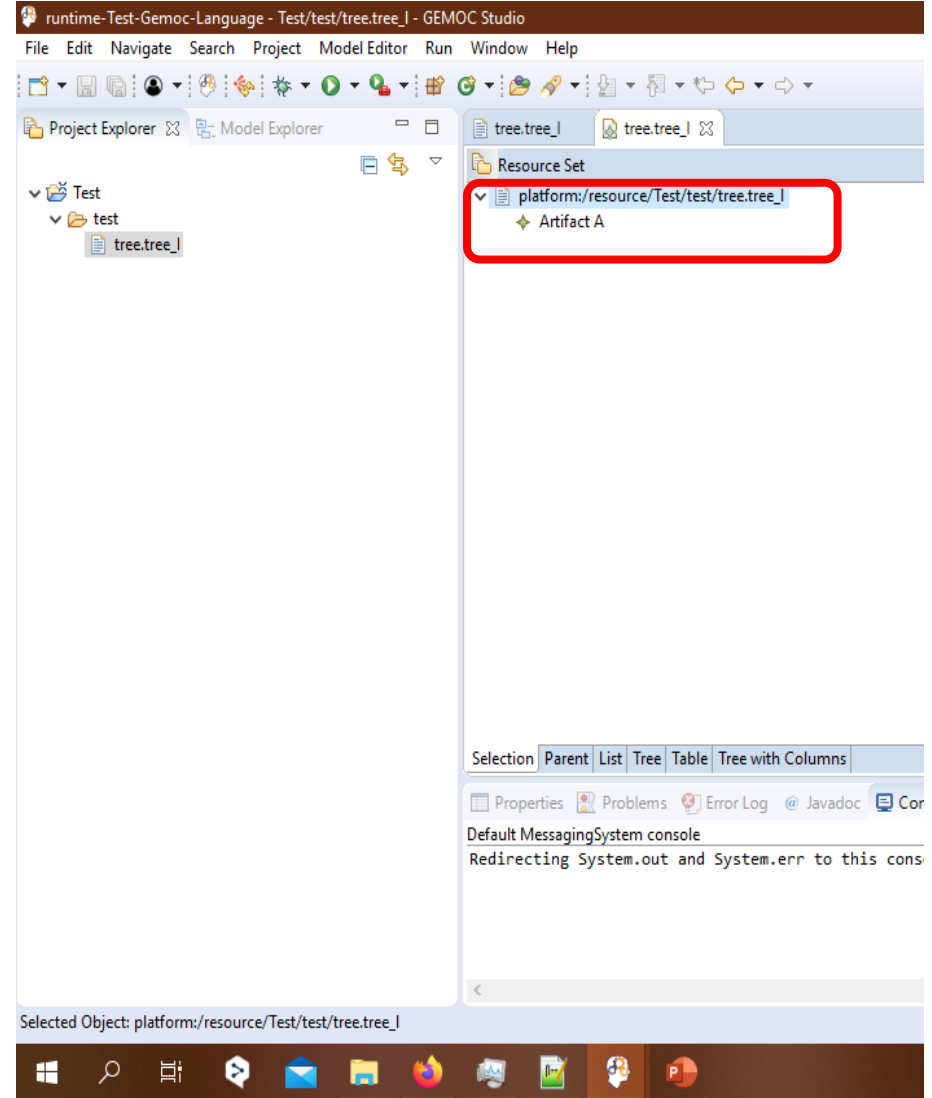 runtime-Test-Gemoc-Language - Test/test/tree.tree_l - GEMOC Studio
File Edit Navigate Search Project Model Editor Run Window Help
Project Explorer Model Explorer
tree.tree_l tree.tree_l
Resource Set
Test
platform:/resource/Test/test/tree.tree_l
test
Artifact A
tree.tree_l
Selection Parent List Tree Table Tree with Columns
Properties Problems Error Log @ Javadoc Cor
Default MessagingSystem console
Redirecting System.out and System.err to this cons
Selected Object: platform:/resource/Test/test/tree.tree_l